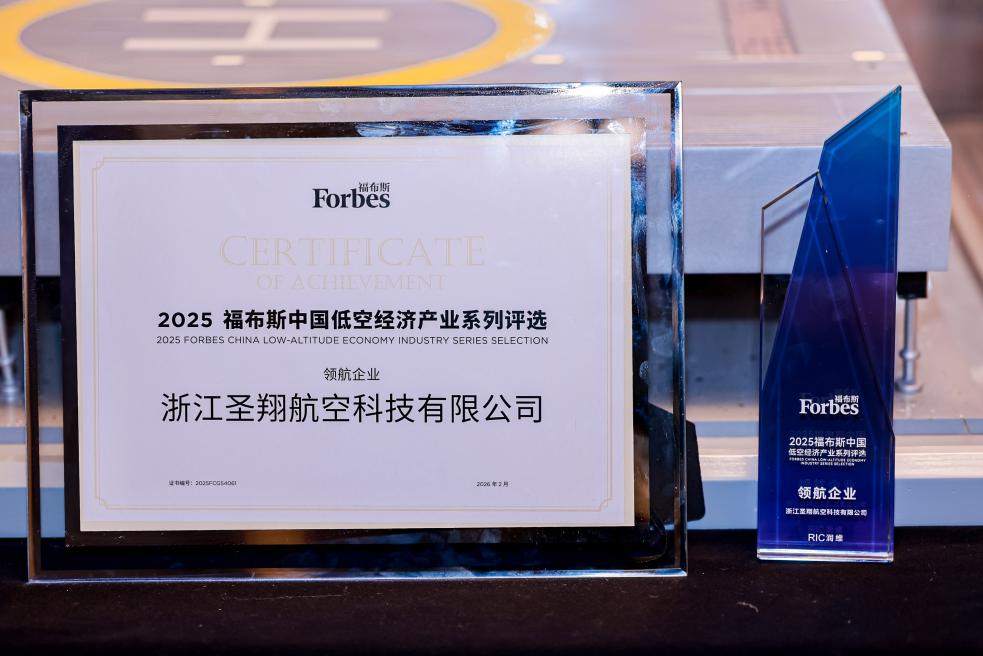 福布斯
Forbes
CERTIFICATE
OF ACHIEVEMENT
2025 福布斯中国低空经济产业系列评选
2025 FORBES CHINA LOW-ALTITUDE ECONOMY INDUSTRY SERIES SELECTION
领航企业
浙江圣翔航空科技有限公司
证书编号：2025FCGS4061
2026 年 2 月
福布斯
Forbes
2025福布斯中国
低空经济产业系列评选
FORBES CHINA LOW-ALTITUDE ECONOMY
INDUSTRY SERIES SELECTION
领航企业
浙江圣翔航空科技有限公司
RIC润维
H